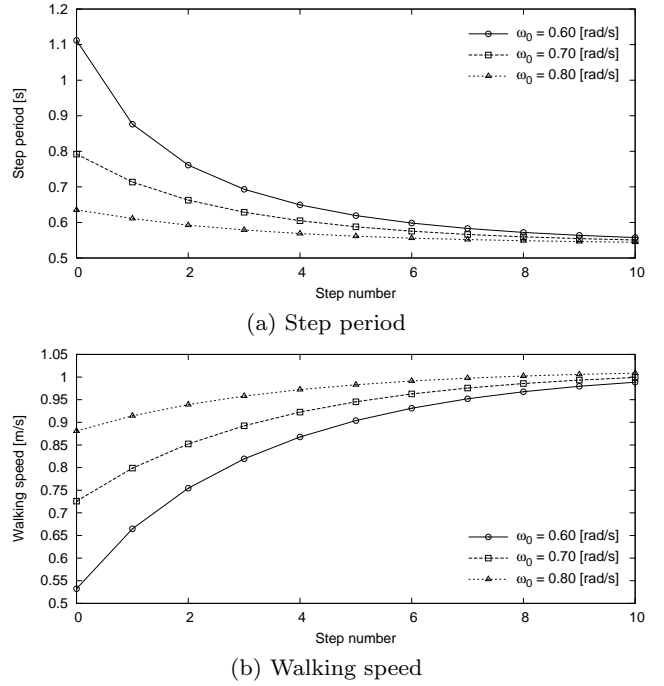 1.2
1.1
1
0.9
0.8
0.7
0.6
0.5
Step period [s]
ω0 = 0.60 [rad/s]
ω0 = 0.70 [rad/s]
ω0 = 0.80 [rad/s]
0 2 4 6 8 10
Step number
(a) Step period
1.05
1
0.95
0.9
0.85
0.8
0.75
0.7
0.65
0.6
0.55
0.5
Walking speed [m/s]
ω0 = 0.60 [rad/s]
ω0 = 0.70 [rad/s]
ω0 = 0.80 [rad/s]
0 2 4 6 8 10
Step number
(b) Walking speed